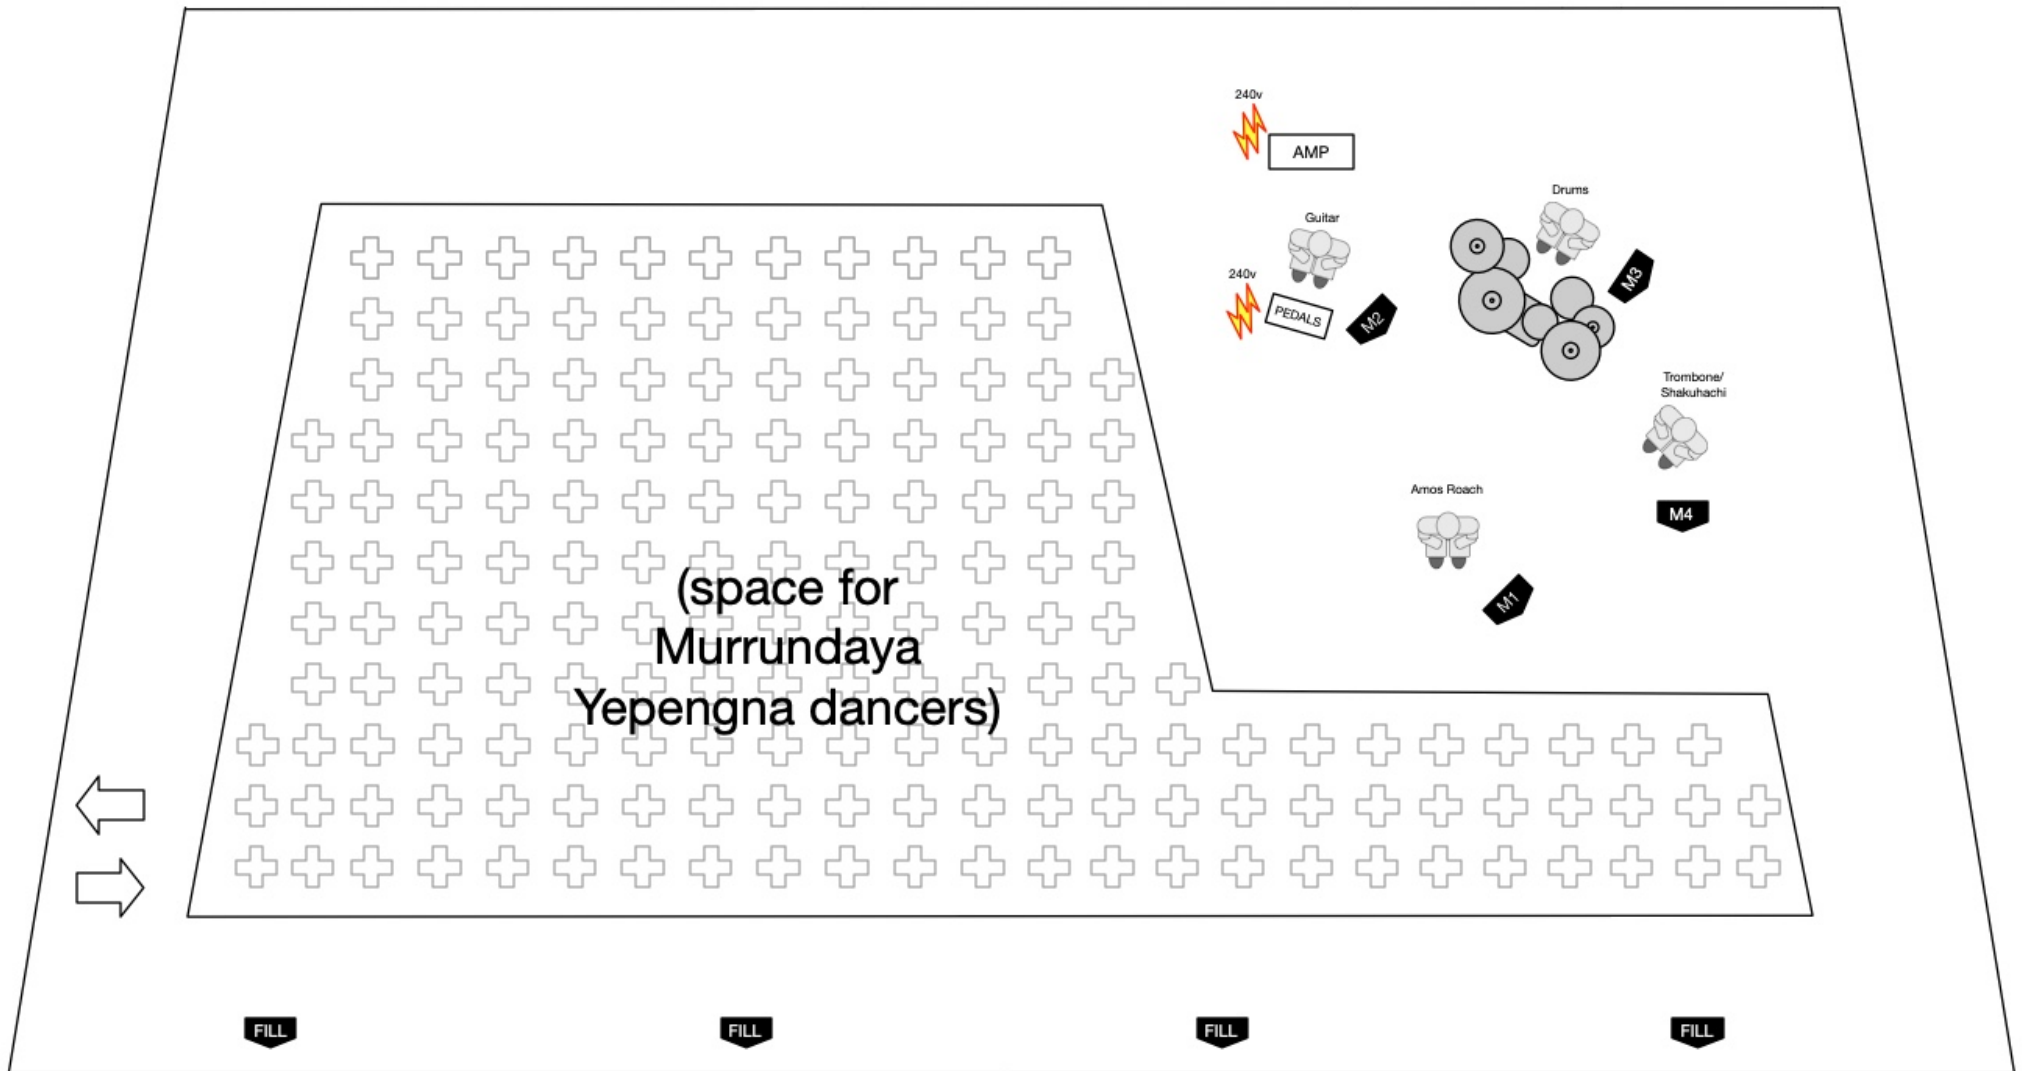 240v
AMP
Drums
Guitar
240v
PEDALS
M2
M3
Trombone/
Shakuhachi
Amos Roach
M4
M1
(space for
Murrundaya
Yepengna dancers)
FILL
FILL
FILL
FILL